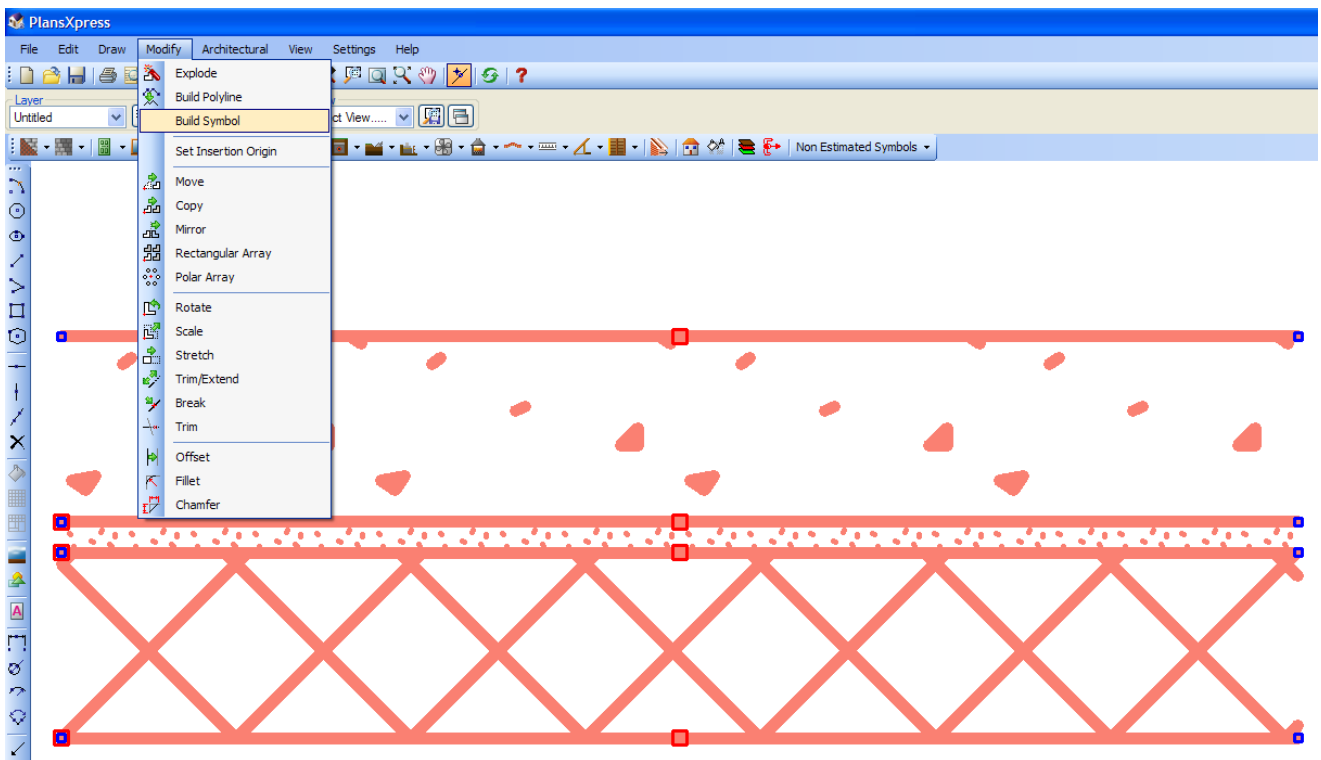 PlansXpress
File Edit Draw Modify Architectural View Settings Help
Explode
Layer
Build Polyline
Untitled
ct View.....
Build Symbol
Set Insertion Origin
Non Estimated Symbols
Move
Copy
Mirror
Rectangular Array
Polar Array
Rotate
Scale
Stretch
Trim/Extend
Break
Trim
Offset
Fillet
Chamfer
A